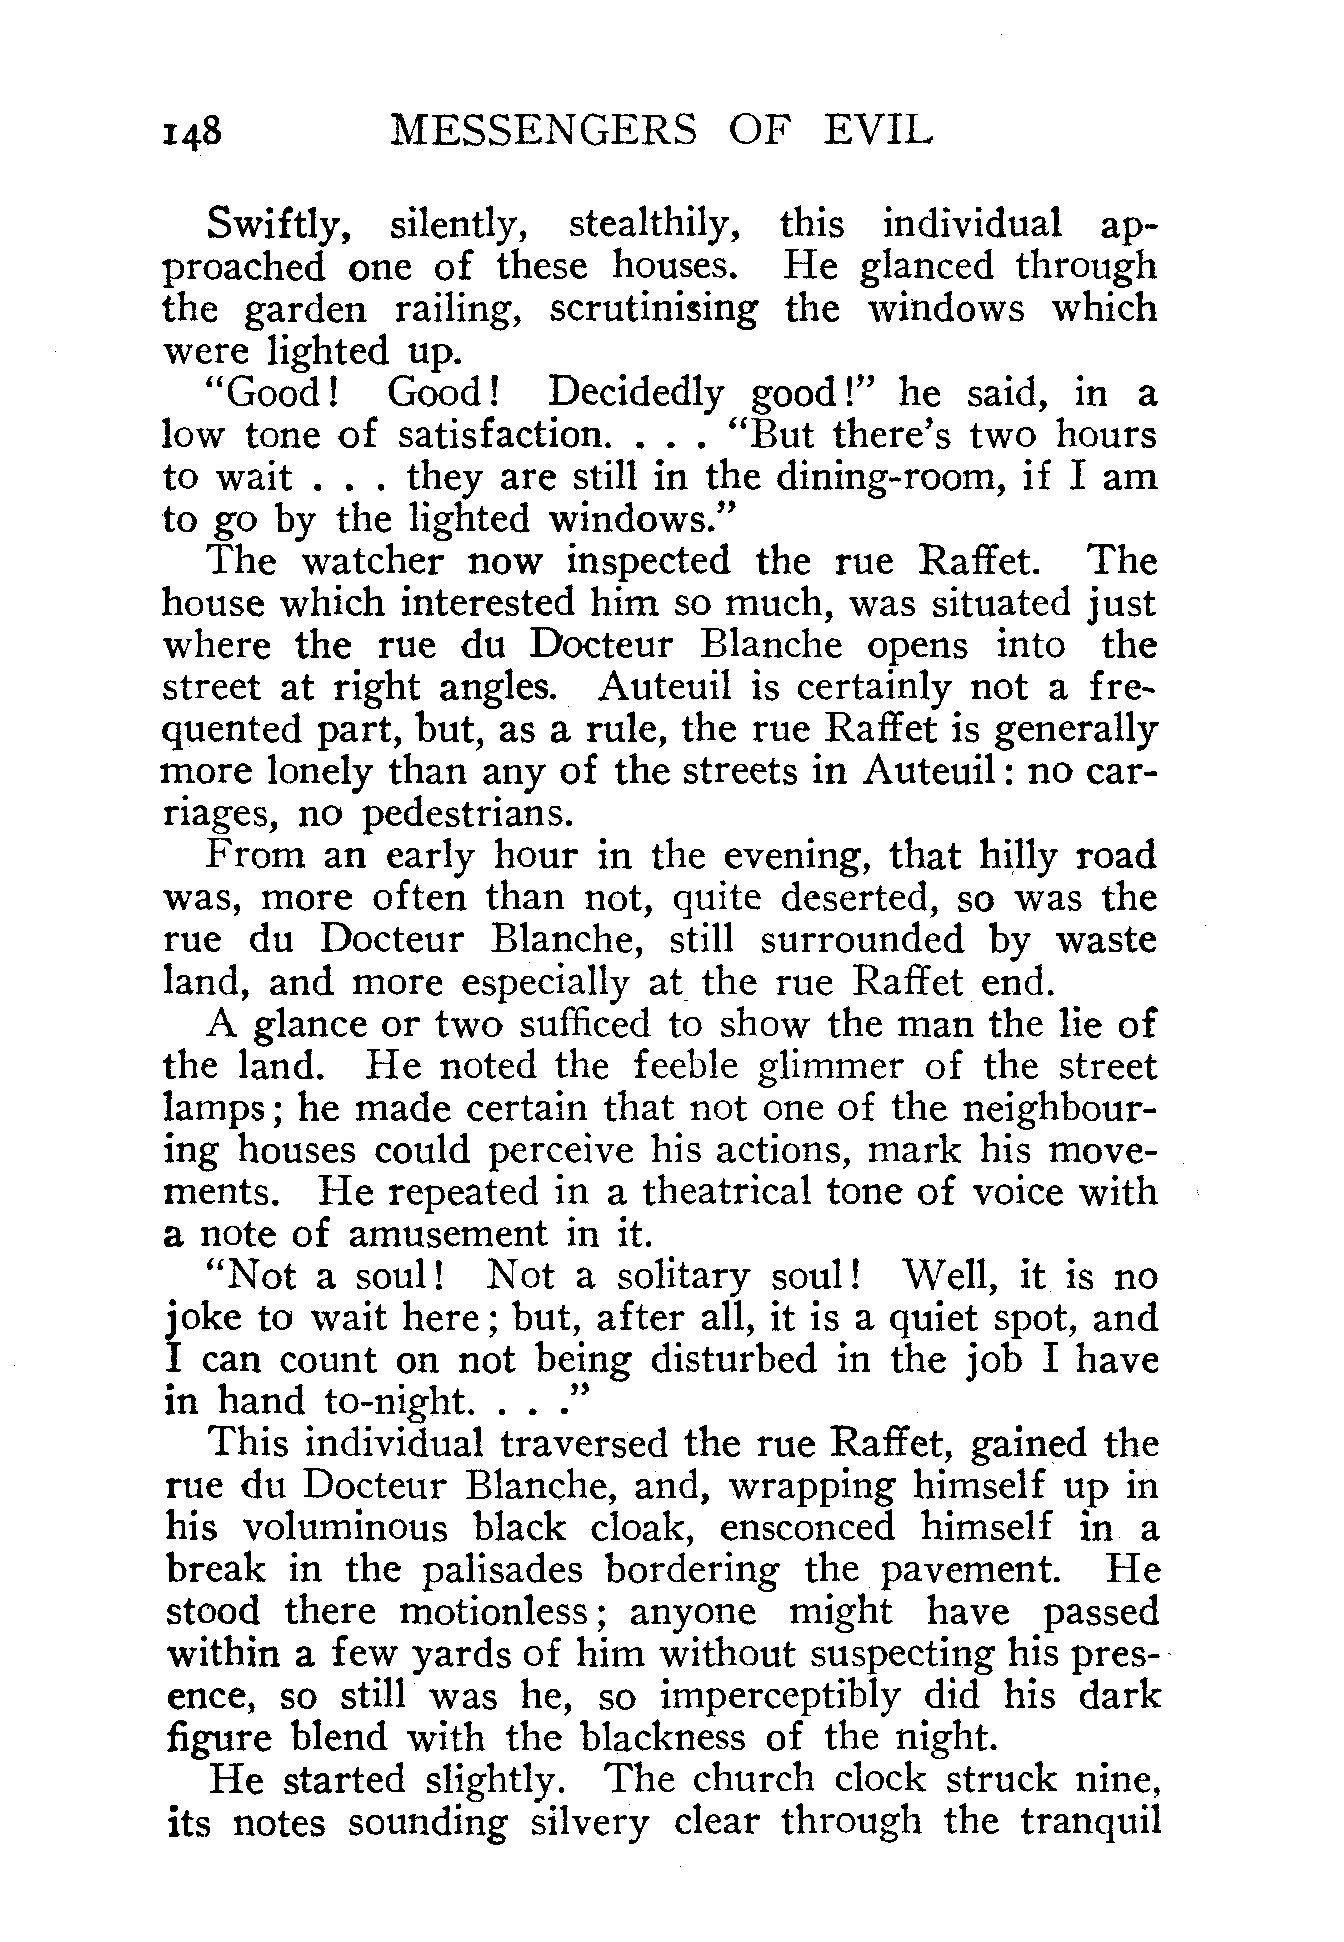 148 MESSENGERS OF EVIL
Swiftly, silently, stealthily, this individual ap-
proached one of these houses. He glanced through
the garden railing, scrutinising the windows which
were lighted up.
“Good! Good! Decidedly good!” he said, in a
low tone of satisfaction. . . . “But there’s two hours
to wait . . . they are still in the dining-room, if I am
to go by the lighted windows.”
The watcher now inspected the rue Raffet. The
house which interested him so much, was situated just
where the rue du Docteur Blanche opens into the
street at right angles. Auteuil is certainly not a fre-
quented part, but, as a rule, the rue Raffet is generally
more lonely than any of the streets in Auteuil: no car-
riages, no pedestrians.
From an early hour in the evening, that hilly road
was, more often than not, quite deserted, so was the
rue du Docteur Blanche, still surrounded by waste
land, and more especially at the rue Raffet end.
A glance or two sufficed to show the man the lie of
the land. He noted the feeble glimmer of the street
lamps; he made certain that not one of the neighbour-
ing houses could perceive his actions, mark his move-
ments. He repeated in a theatrical tone of voice with
a note of amusement in it.
“Not a soul! Not a solitary soul! Well, it is no
joke to wait here; but, after all, it is a quiet spot, and
I can count on not being disturbed in the job I have
in hand to-night. . . .”
This individual traversed the rue Raffet, gained the
rue du Docteur Blanche, and, wrapping himself up in
his voluminous black cloak, ensconced himself in a
break in the palisades bordering the pavement. He
stood there motionless; anyone might have passed
within a few yards of him without suspecting his pres-
ence, so still was he, so imperceptibly did his dark
figure blend with the blackness of the night.
He started slightly. The church clock struck nine,
its notes sounding silvery clear through the tranquil